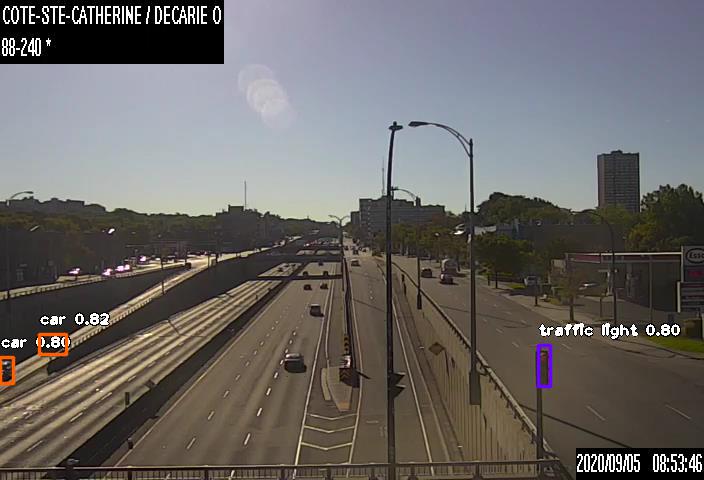 COTE-STE-CATHERINE / DECARIE O
88-240 *
Esso
car 0.82
car 0.80
traffic light 0.80
2020/09/05 08:53:46